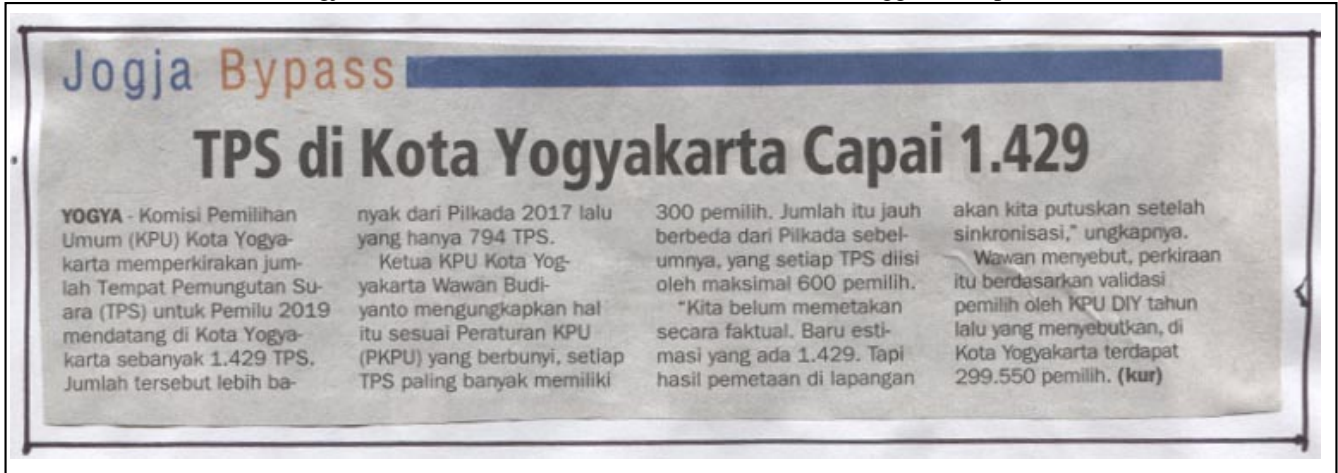 Jogja Bypass
TPS di Kota Yogyakarta Capai 1.429
YOGYA - Komisi Pemilihan
Umum (KPU) Kota Yogya-
karta memperkirakan jum-
lah Tempat Pemungutan Su-
ara (TPS) untuk Pemilu 2019
mendatang di Kota Yogya-
karta sebanyak 1.429 TPS.
Jumlah tersebut lebih ba-
nyak dari Pilkada 2017 lalu
yang hanya 794 TPS.
Ketua KPU Kota Yog-
yakarta Wawan Budi-
yanto mengungkapkan hal
itu sesuai Peraturan KPU
(PKPU) yang berbunyi, setiap
TPS paling banyak memiliki
300 pemilih. Jumlah itu jauh
berbeda dari Pilkada sebel-
umnya, yang setiap TPS diisi
oleh maksimal 600 pemilih.
"Kita belum memetakan
secara faktual. Baru esti-
masi yang ada 1.429. Tapi
hasil pemetaan di lapangan
akan kita putuskan setelah
sinkronisasi," ungkapnya.
Wawan menyebut, perkiraan
itu berdasarkan validasi
pemilih oleh KPU DIY tahun
lalu yang menyebutkan, di
Kota Yogyakarta terdapat
299.550 pemilih. (kur)